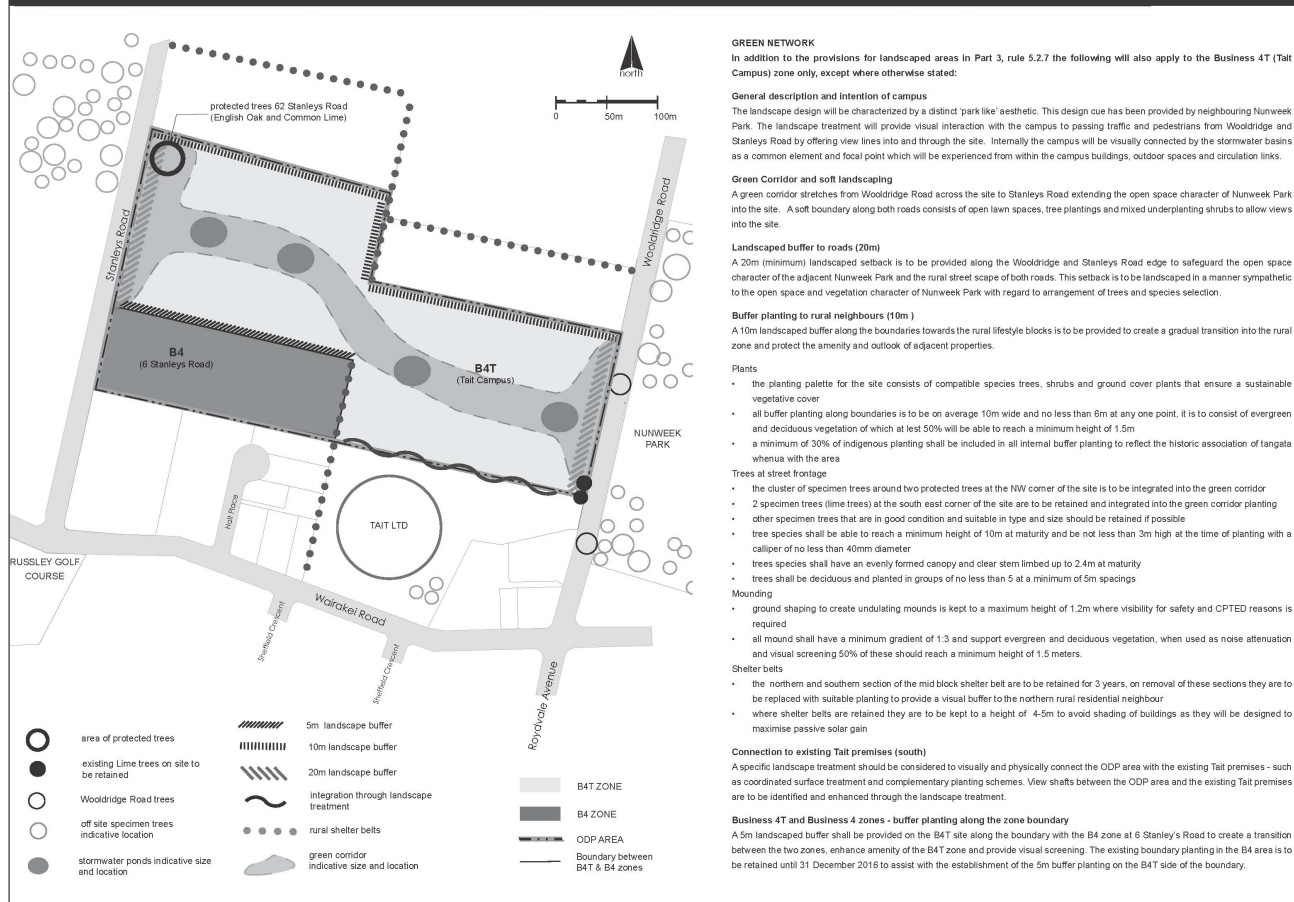 north
0 50m 100m
protected trees 62 Stanleys Road
(English Oak and Common Lime)
Stanleys Road
Wooldridge Road
B4
(6 Stanleys Road)
B4T
(Tait Campus)
NUNWEEK
PARK
Hall Place
TAIT LTD
RUSSLEY GOLF
COURSE
Wairakei Road
Sheffield Crescent
Sheffield Crescent
Roydvale Avenue
area of protected trees
existing Lime trees on site to
be retained
Wooldridge Road trees
off site specimen trees
indicative location
stormwater ponds indicative size
and location
5m landscape buffer
10m landscape buffer
20m landscape buffer
integration through landscape
treatment
rural shelter belts
green corridor
indicative size and location
B4T ZONE
B4 ZONE
ODP AREA
Boundary between
B4T & B4 zones
GREEN NETWORK
In addition to the provisions for landscaped areas in Part 3, rule 5.2.7 the following will also apply to the Business 4T (Tait
Campus) zone only, except where otherwise stated:
General description and intention of campus
The landscape design will be characterized by a distinct 'park like' aesthetic. This design cue has been provided by neighbouring Nunweek
Park. The landscape treatment will provide visual interaction with the campus to passing traffic and pedestrians from Wooldridge and
Stanleys Road by offering view lines into and through the site. Internally the campus will be visually connected by the stormwater basins
as a common element and focal point which will be experienced from within the campus buildings, outdoor spaces and circulation links.
Green Corridor and soft landscaping
A green corridor stretches from Wooldridge Road across the site to Stanleys Road extending the open space character of Nunweek Park
into the site. A soft boundary along both roads consists of open lawn spaces, tree plantings and mixed underplanting shrubs to allow views
into the site.
Landscaped buffer to roads (20m)
A 20m (minimum) landscaped setback is to be provided along the Wooldridge and Stanleys Road edge to safeguard the open space
character of the adjacent Nunweek Park and the rural street scape of both roads. This setback is to be landscaped in a manner sympathetic
to the open space and vegetation character of Nunweek Park with regard to arrangement of trees and species selection.
Buffer planting to rural neighbours (10m )
A 10m landscaped buffer along the boundaries towards the rural lifestyle blocks is to be provided to create a gradual transition into the rural
zone and protect the amenity and outlook of adjacent properties.
Plants
• the planting palette for the site consists of compatible species trees, shrubs and ground cover plants that ensure a sustainable
vegetative cover
• all buffer planting along boundaries is to be on average 10m wide and no less than 6m at any one point, it is to consist of evergreen
and deciduous vegetation of which at lest 50% will be able to reach a minimum height of 1.5m
• a minimum of 30% of indigenous planting shall be included in all internal buffer planting to reflect the historic association of tangata
whenua with the area
Trees at street frontage
• the cluster of specimen trees around two protected trees at the NW corner of the site is to be integrated into the green corridor
• 2 specimen trees (lime trees) at the south east corner of the site are to be retained and integrated into the green corridor planting
• other specimen trees that are in good condition and suitable in type and size should be retained if possible
• tree species shall be able to reach a minimum height of 10m at maturity and be not less than 3m high at the time of planting with a
calliper of no less than 40mm diameter
• trees species shall have an evenly formed canopy and clear stem limbed up to 2.4m at maturity
• trees shall be deciduous and planted in groups of no less than 5 at a minimum of 5m spacings
Mounding
• ground shaping to create undulating mounds is kept to a maximum height of 1.2m where visibility for safety and CPTED reasons is
required
• all mound shall have a minimum gradient of 1:3 and support evergreen and deciduous vegetation, when used as noise attenuation
and visual screening 50% of these should reach a minimum height of 1.5 meters.
Shelter belts
• the northern and southern section of the mid block shelter belt are to be retained for 3 years, on removal of these sections they are to
be replaced with suitable planting to provide a visual buffer to the northern rural residential neighbour
• where shelter belts are retained they are to be kept to a height of 4-5m to avoid shading of buildings as they will be designed to
maximise passive solar gain
Connection to existing Tait premises (south)
A specific landscape treatment should be considered to visually and physically connect the ODP area with the existing Tait premises - such
as coordinated surface treatment and complementary planting schemes. View shafts between the ODP area and the existing Tait premises
are to be identified and enhanced through the landscape treatment.
Business 4T and Business 4 zones - buffer planting along the zone boundary
A 5m landscaped buffer shall be provided on the B4T site along the boundary with the B4 zone at 6 Stanley's Road to create a transition
between the two zones, enhance amenity of the B4T zone and provide visual screening. The existing boundary planting in the B4 area is to
be retained until 31 December 2016 to assist with the establishment of the 5m buffer planting on the B4T side of the boundary.